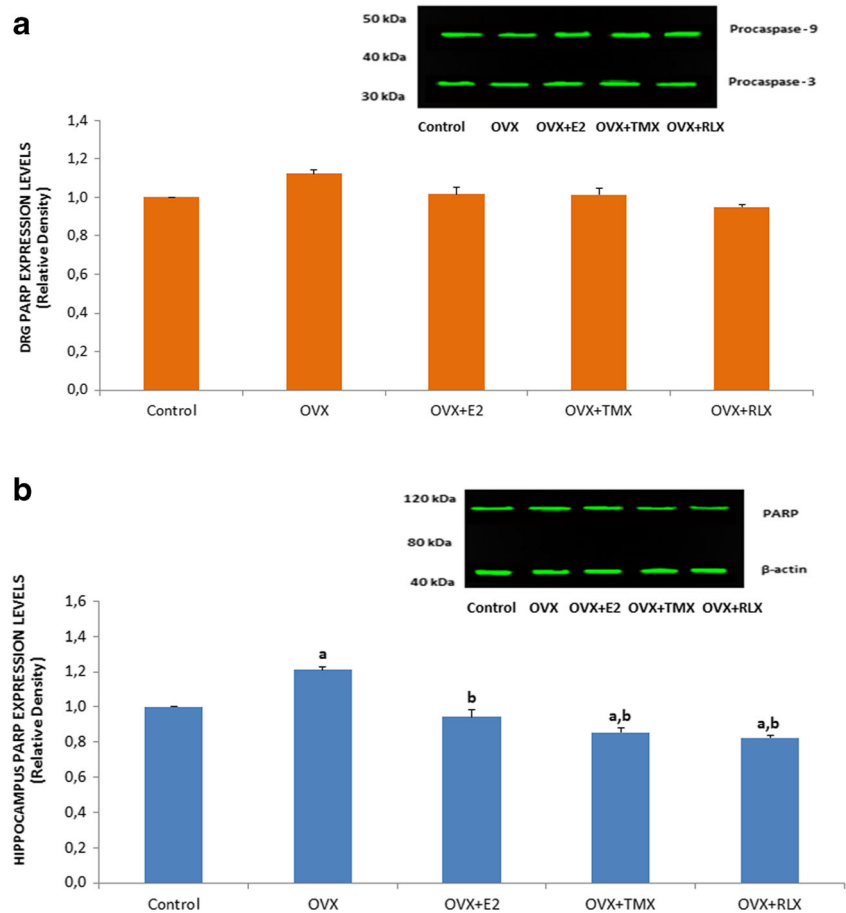 a
50 kDa
Procaspase - 9
40 kDa
Procaspase - 3
30 kDa
Control OVX OVX+E2 OVX+TMX OVX+RLX
DRG PARP EXPRESSION LEVELS
(Relative Density)
1,4
1,2
1,0
0,8
0,6
0,4
0,2
0,0
Control OVX OVX+E2 OVX+TMX OVX+RLX
b
120 kDa
PARP
80 kDa
β-actin
40 kDa
Control OVX OVX+E2 OVX+TMX OVX+RLX
HIPPOCAMPUS PARP EXPRESSION LEVELS
(Relative Density)
1,6
1,4
1,2
1,0
0,8
0,6
0,4
0,2
0,0
a
b
a,b
a,b
Control OVX OVX+E2 OVX+TMX OVX+RLX